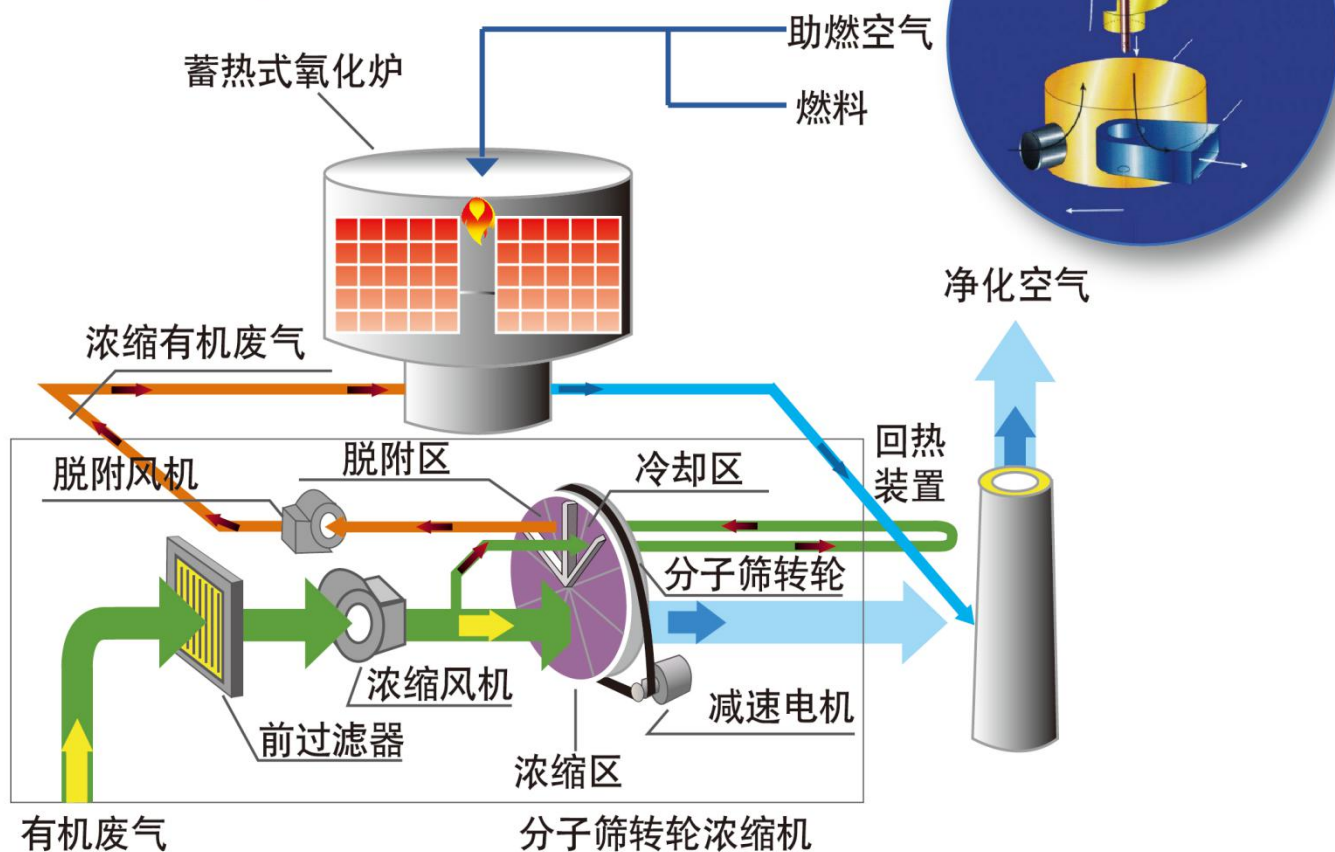 助燃空气
蓄热式氧化炉
燃料
净化空气
浓缩有机废气
回热
装置
脱附风机
脱附区
冷却区
分子筛转轮
浓缩风机
减速电机
前过滤器
浓缩区
有机废气
分子筛转轮浓缩机